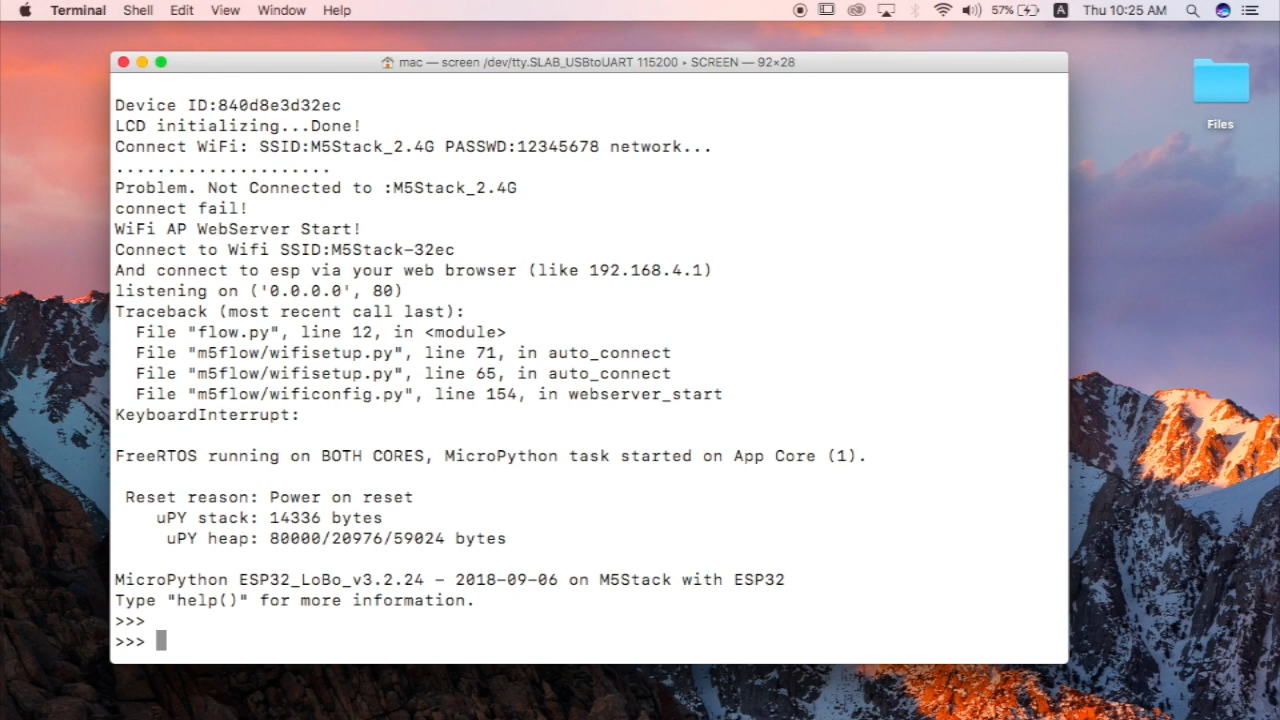 Terminal Shell Edit View Window Help 57% A Thu 10:25 AM
mac — screen /dev/tty.SLAB_USBtoUART 115200 ▸ SCREEN — 92×28
Files
Device ID:840d8e3d32ec
LCD initializing...Done!
Connect WiFi: SSID:M5Stack_2.4G PASSWD:12345678 network...
.....................
Problem. Not Connected to :M5Stack_2.4G
connect fail!
WiFi AP WebServer Start!
Connect to Wifi SSID:M5Stack-32ec
And connect to esp via your web browser (like 192.168.4.1)
listening on ('0.0.0.0', 80)
Traceback (most recent call last):
  File "flow.py", line 12, in <module>
  File "m5flow/wifisetup.py", line 71, in auto_connect
  File "m5flow/wifisetup.py", line 65, in auto_connect
  File "m5flow/wificonfig.py", line 154, in webserver_start
KeyboardInterrupt:
FreeRTOS running on BOTH CORES, MicroPython task started on App Core (1).
 Reset reason: Power on reset
    uPY stack: 14336 bytes
     uPY heap: 80000/20976/59024 bytes
MicroPython ESP32_LoBo_v3.2.24 - 2018-09-06 on M5Stack with ESP32
Type "help()" for more information.
>>>
>>>